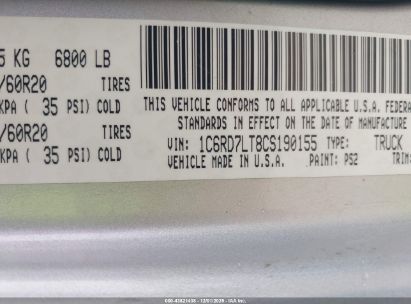 5 KG 6800 LB
/60R20 TIRES
KPA ( 35 PSI) COLD
/60R20 TIRES
KPA ( 35 PSI) COLD
THIS VEHICLE CONFORMS TO ALL APPLICABLE U.S.A. FEDERA
STANDARDS IN EFFECT ON THE DATE OF MANUFACTURE
VIN: 1C6RD7LT8CS190155 TYPE: TRUCK
VEHICLE MADE IN U.S.A. PAINT: PS2 TRIM: